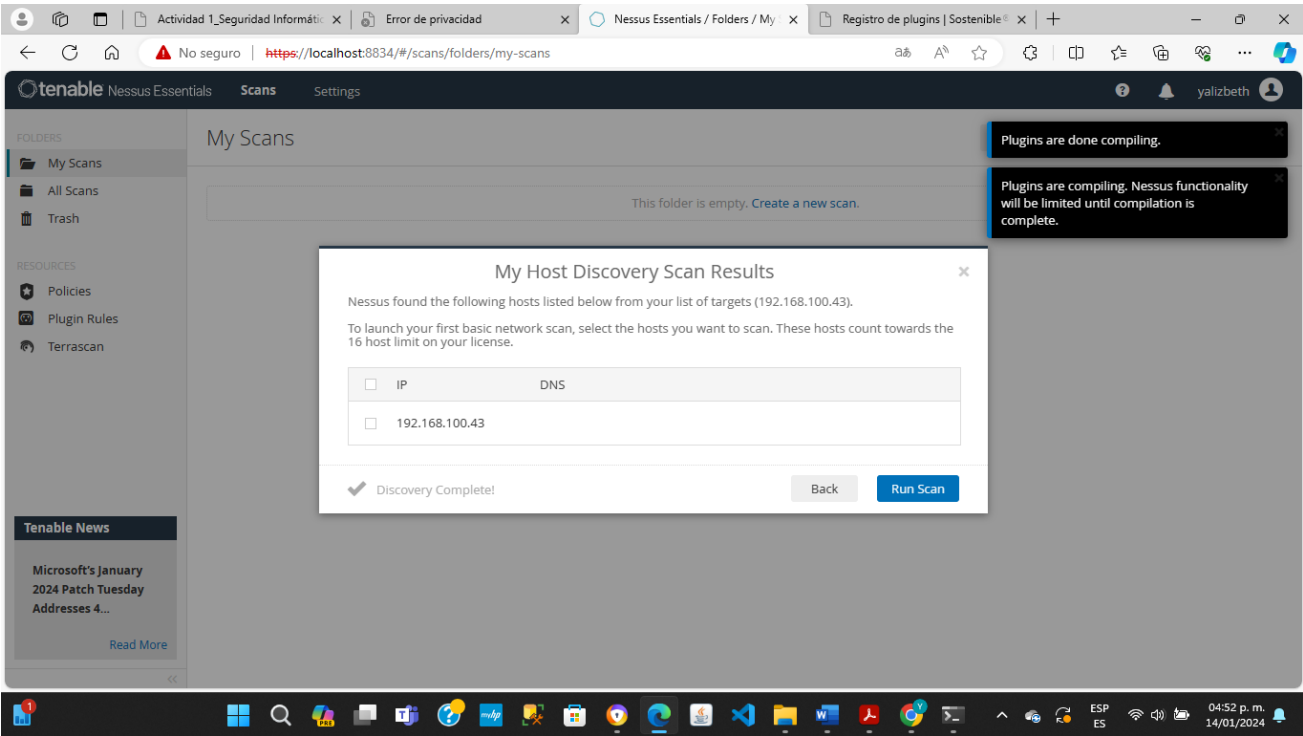 Actividad 1_Seguridad Informátic
Error de privacidad
Nessus Essentials / Folders / My
Registro de plugins | Sostenible®
No seguro
https://localhost:8834/#/scans/folders/my-scans
tenable Nessus Essentials
Scans
Settings
yalizbeth
FOLDERS
My Scans
All Scans
Trash
RESOURCES
Policies
Plugin Rules
Terrascan
My Scans
This folder is empty. Create a new scan.
Plugins are done compiling.
Plugins are compiling. Nessus functionality
will be limited until compilation is
complete.
My Host Discovery Scan Results
Nessus found the following hosts listed below from your list of targets (192.168.100.43).
To launch your first basic network scan, select the hosts you want to scan. These hosts count towards the
16 host limit on your license.
IP
DNS
192.168.100.43
Discovery Complete!
Back
Run Scan
Tenable News
Microsoft's January
2024 Patch Tuesday
Addresses 4...
Read More
1
PRE
myhp
Y
ESP
ES
04:52 p. m.
14/01/2024